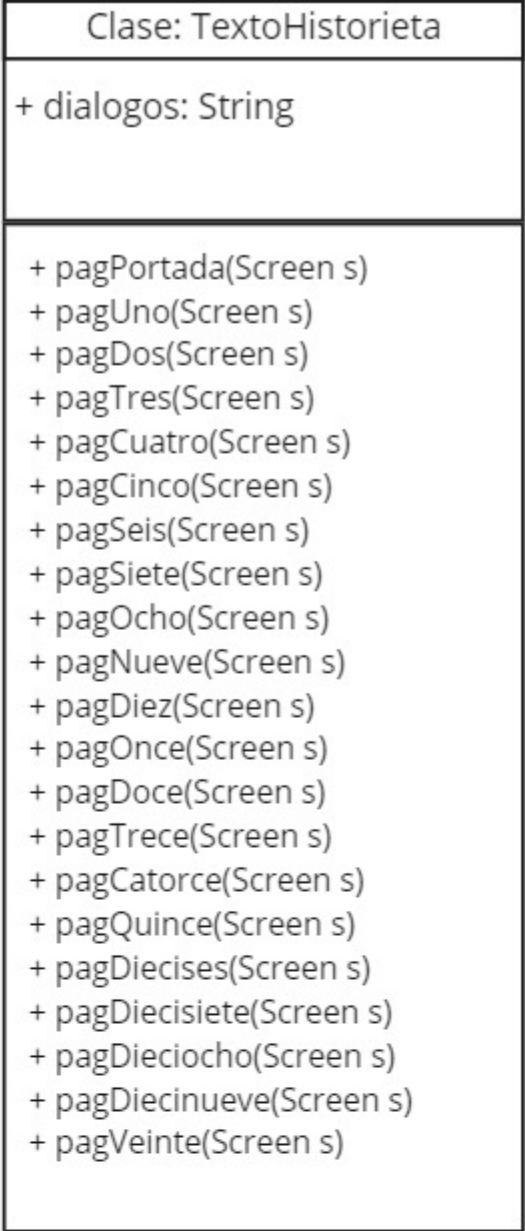 Clase: TextoHistorieta
+ dialogos: String
+ pagPortada(Screen s)
+ pagUno(Screen s)
+ pagDos(Screen s)
+ pagTres(Screen s)
+ pagCuatro(Screen s)
+ pagCinco(Screen s)
+ pagSeis(Screen s)
+ pagSiete(Screen s)
+ pagOcho(Screen s)
+ pagNueve(Screen s)
+ pagDiez(Screen s)
+ pagOnce(Screen s)
+ pagDoce(Screen s)
+ pagTrece(Screen s)
+ pagCatorce(Screen s)
+ pagQuince(Screen s)
+ pagDiecises(Screen s)
+ pagDiecisiete(Screen s)
+ pagDieciocho(Screen s)
+ pagDiecinueve(Screen s)
+ pagVeinte(Screen s)